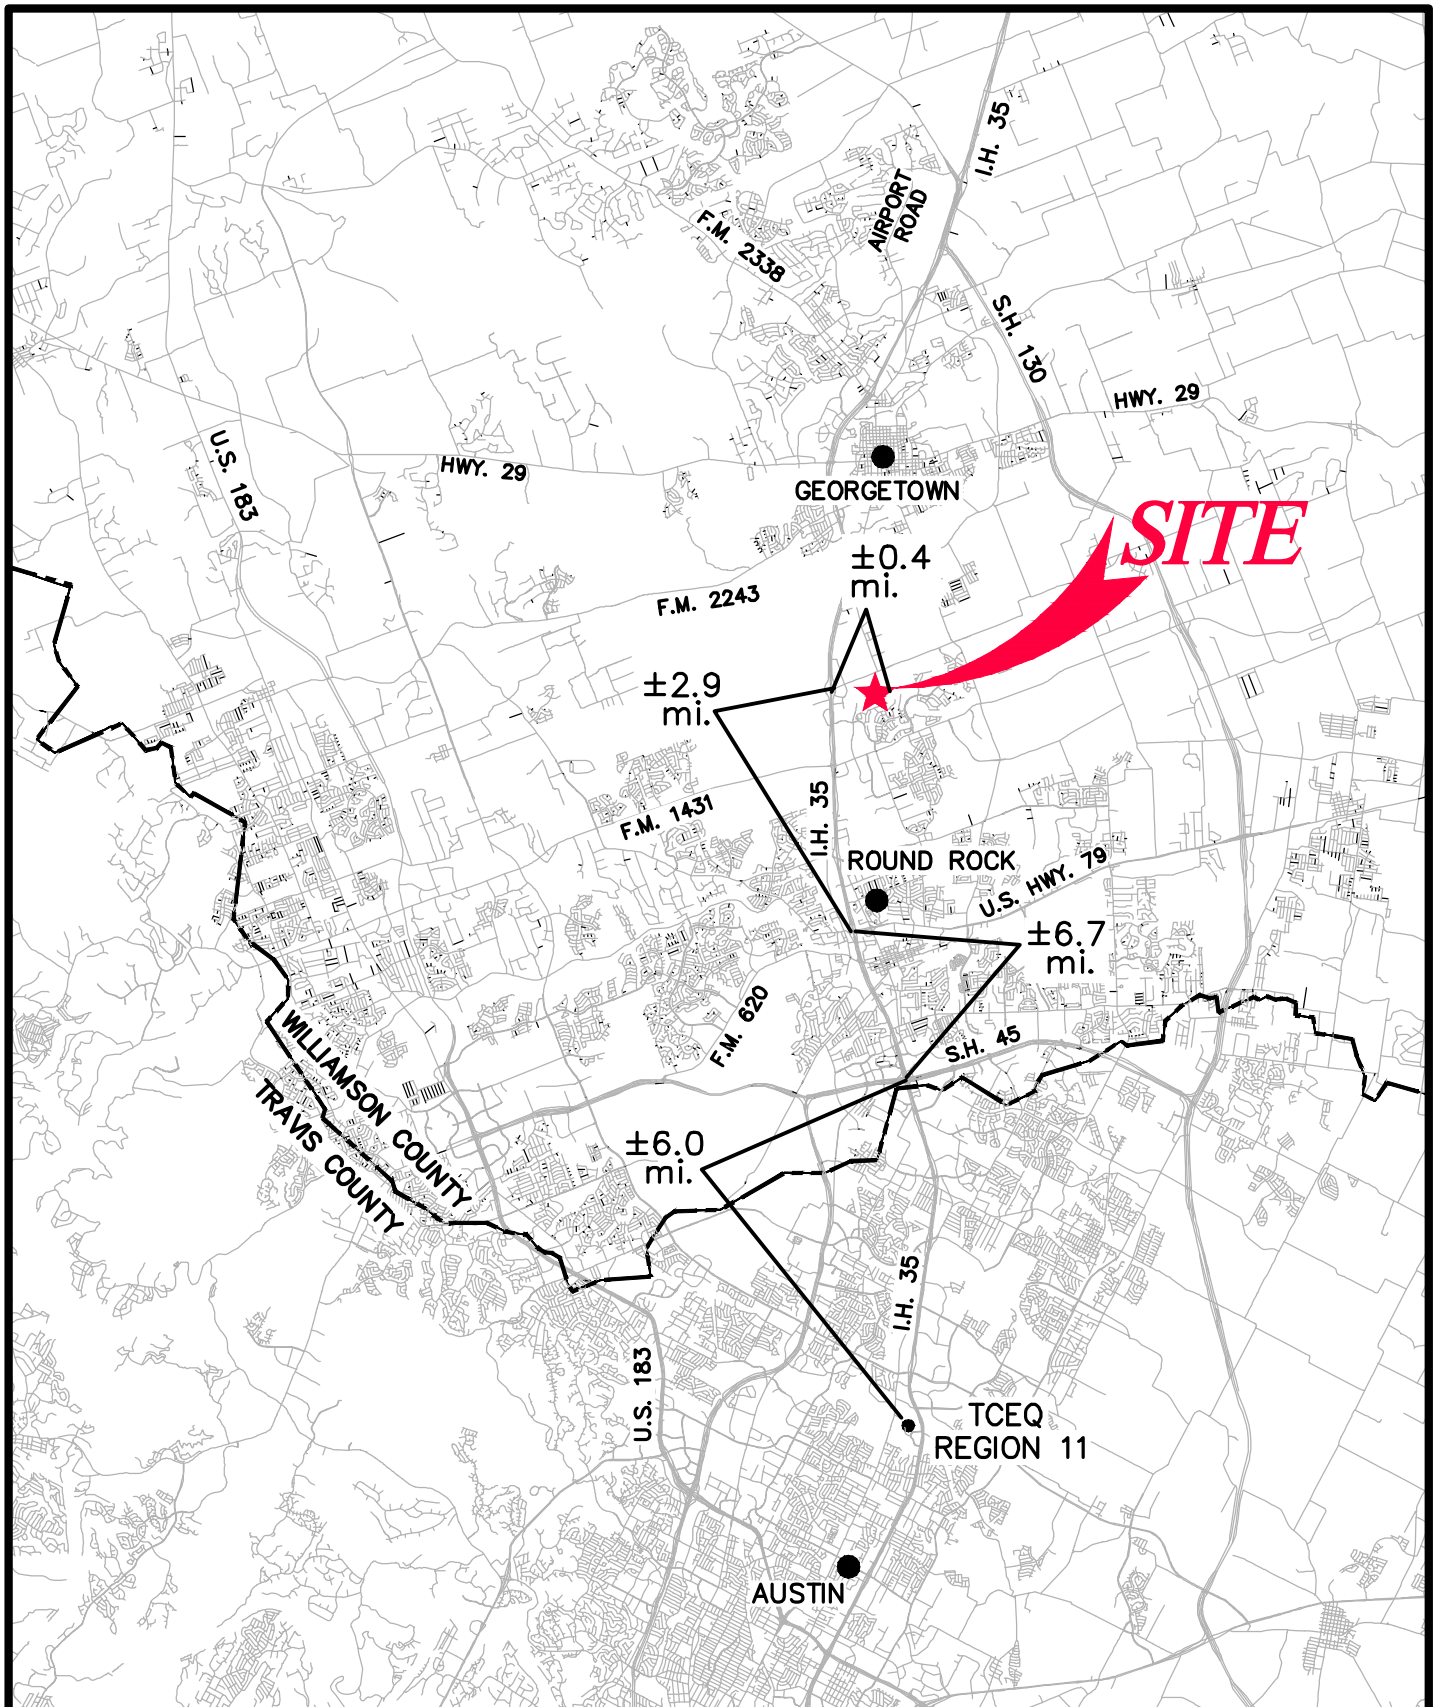 I.H. 35
AIRPORT
ROAD
F.M. 2338
S.H. 130
HWY. 29
U.S. 183
HWY. 29
GEORGETOWN
SITE
±0.4
mi.
F.M. 2243
±2.9
mi.
I.H. 35
F.M. 1431
ROUND ROCK
U.S. HWY. 79
±6.7
mi.
F.M. 620
S.H. 45
WILLIAMSON COUNTY
TRAVIS COUNTY
±6.0
mi.
I.H. 35
U.S. 183
TCEQ
REGION 11
AUSTIN